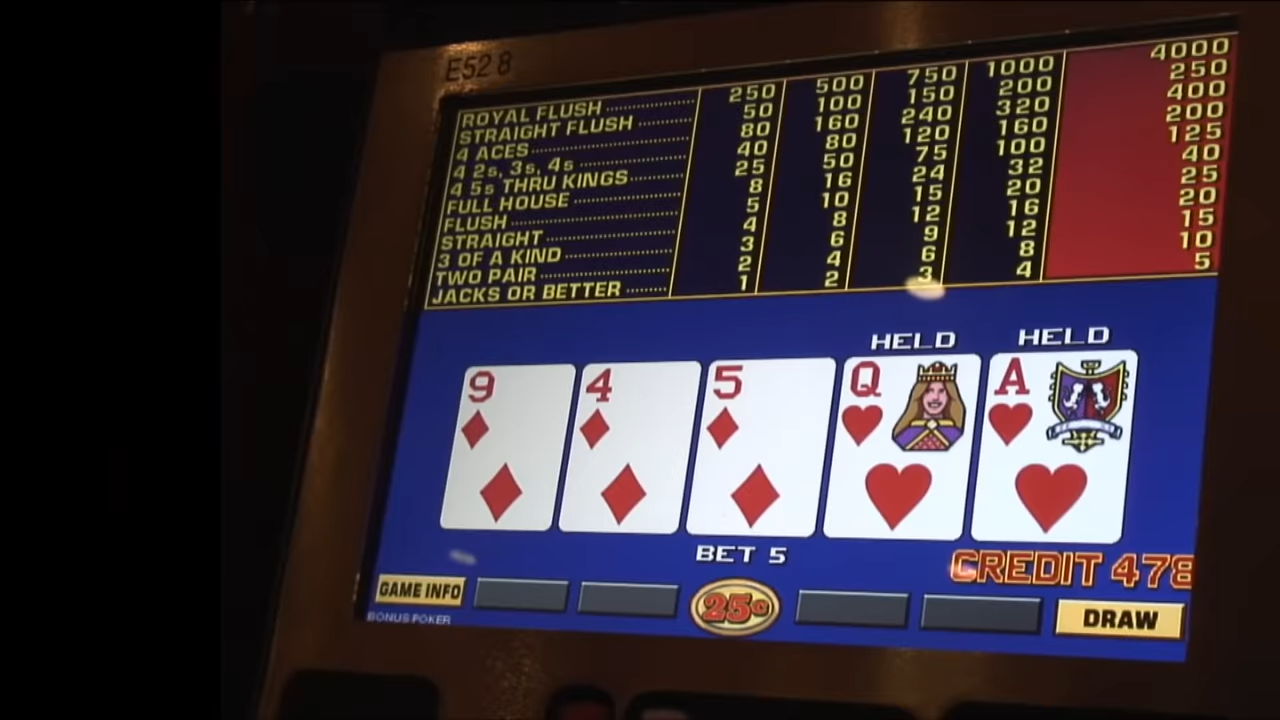 E528
ROYAL FLUSH 250 500 750 1000 4000
STRAIGHT FLUSH 50 100 150 200 250
4 ACES 80 160 240 320 400
4 2s, 3s, 4s 40 80 120 160 200
4 5s THRU KINGS 25 50 75 100 125
FULL HOUSE 8 16 24 32 40
FLUSH 5 10 15 20 25
STRAIGHT 4 8 12 16 20
3 OF A KIND 3 6 9 12 15
TWO PAIR 2 4 6 8 10
JACKS OR BETTER 1 2 3 4 5
HELD HELD
9 4 5 Q A
BET 5
CREDIT 478
GAME INFO 25¢ DRAW
BONUS POKER